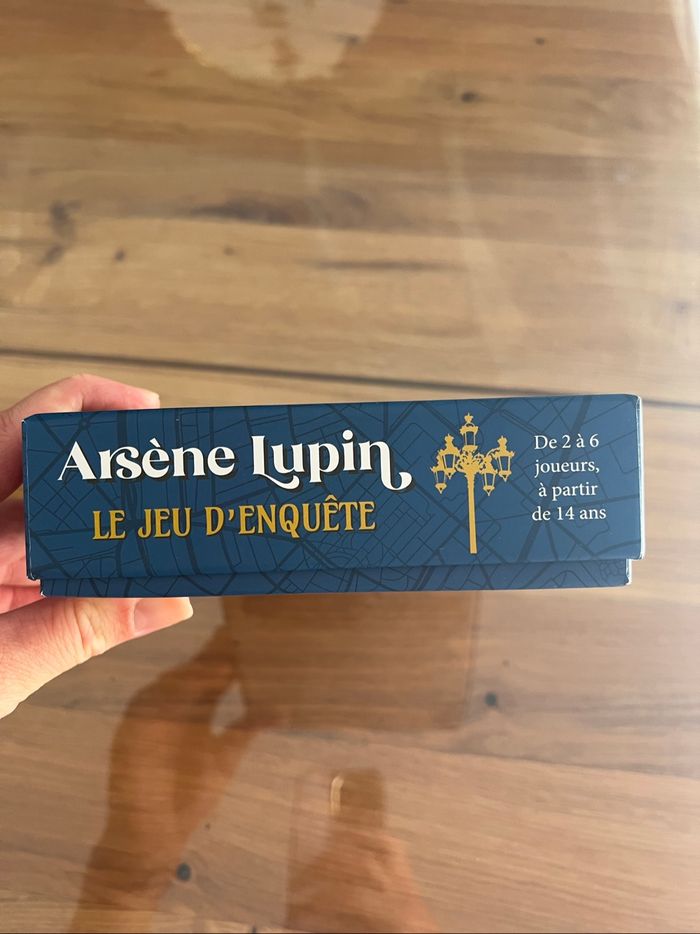 Arsène Lupin
LE JEU D'ENQUÊTE
De 2 à 6
joueurs,
à partir
de 14 ans